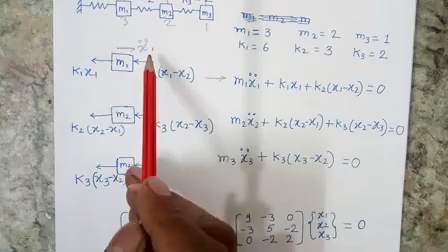 m₁ m₂ m₃
3 2 1
m₁ = 3 m₂ = 2 m₃ = 1
K₁ = 6 K₂ = 3 K₃ = 2
ẍ₁
K₁x₁ m₁ (x₁-x₂) → m₁ẍ₁ + K₁x₁ + K₂(x₁-x₂) = 0
K₂(x₂-x₁) m₂ K₃(x₂-x₃) m₂ẍ₂ + K₂(x₂-x₁) + K₃(x₂-x₃) = 0
K₃(x₃-x₂) m₃ẍ₃ + K₃(x₃-x₂) = 0
9 -3 0 x₁
-3 5 -2 x₂ = 0
0 -2 2 x₃